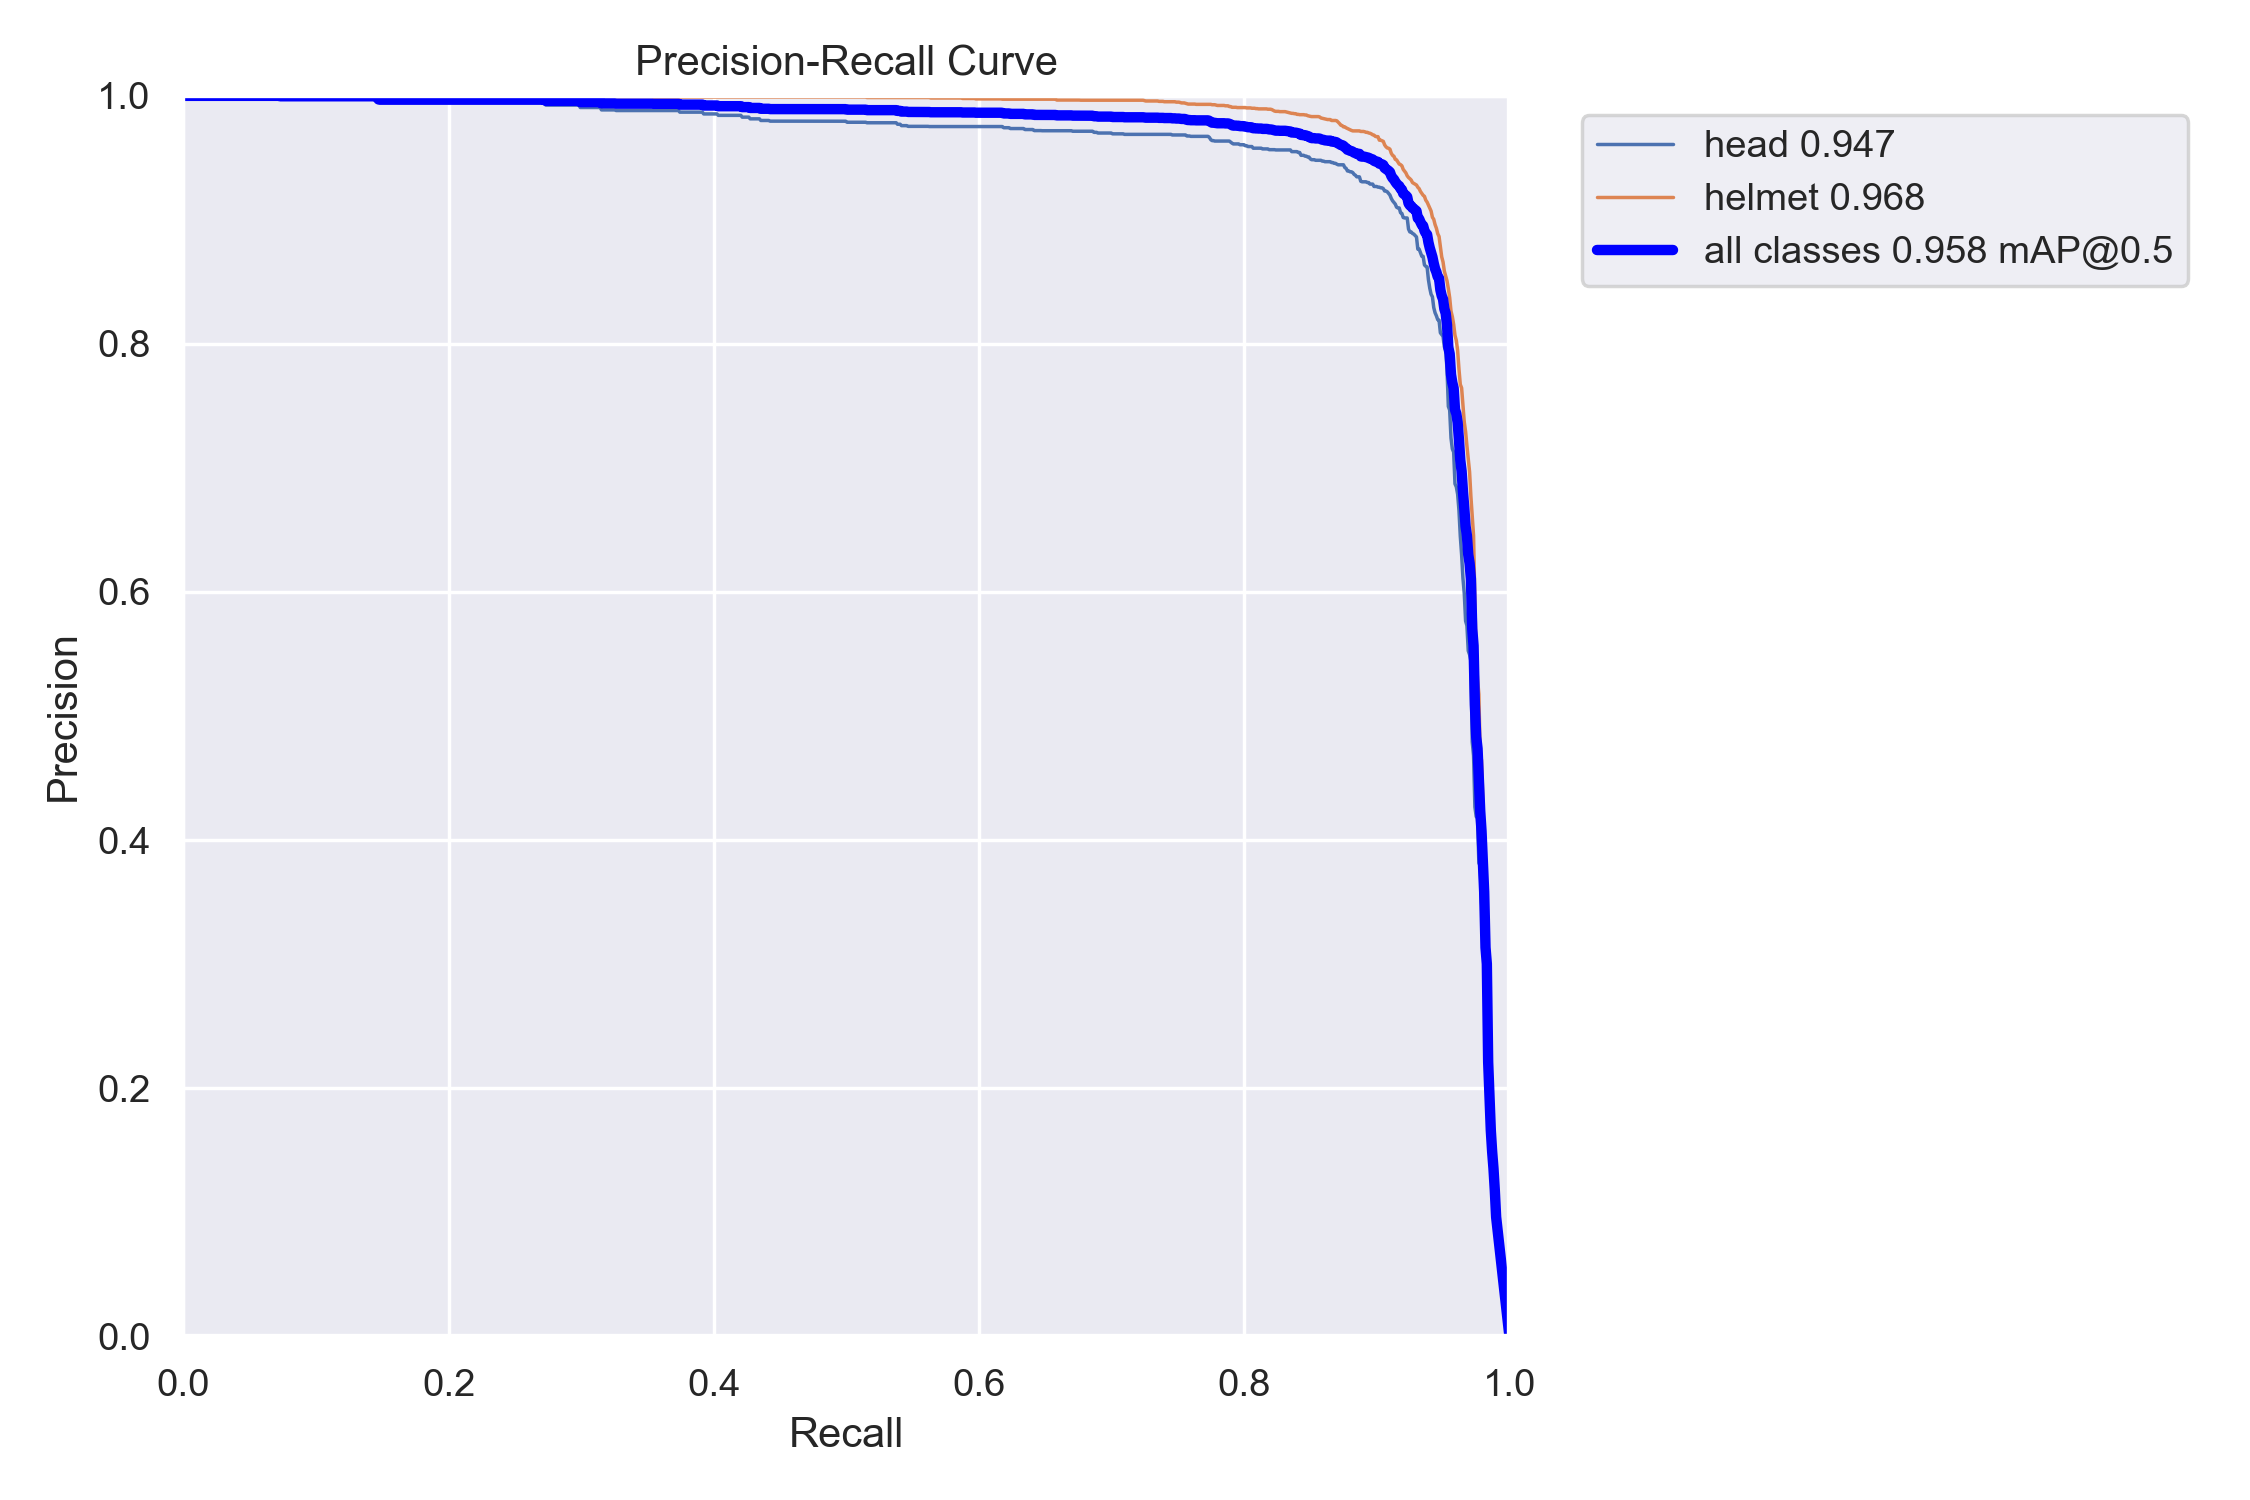 Precision-Recall Curve
head 0.947
helmet 0.968
all classes 0.958 mAP@0.5
1.0
0.8
0.6
0.4
0.2
0.0
Precision
0.0 0.2 0.4 0.6 0.8 1.0
Recall